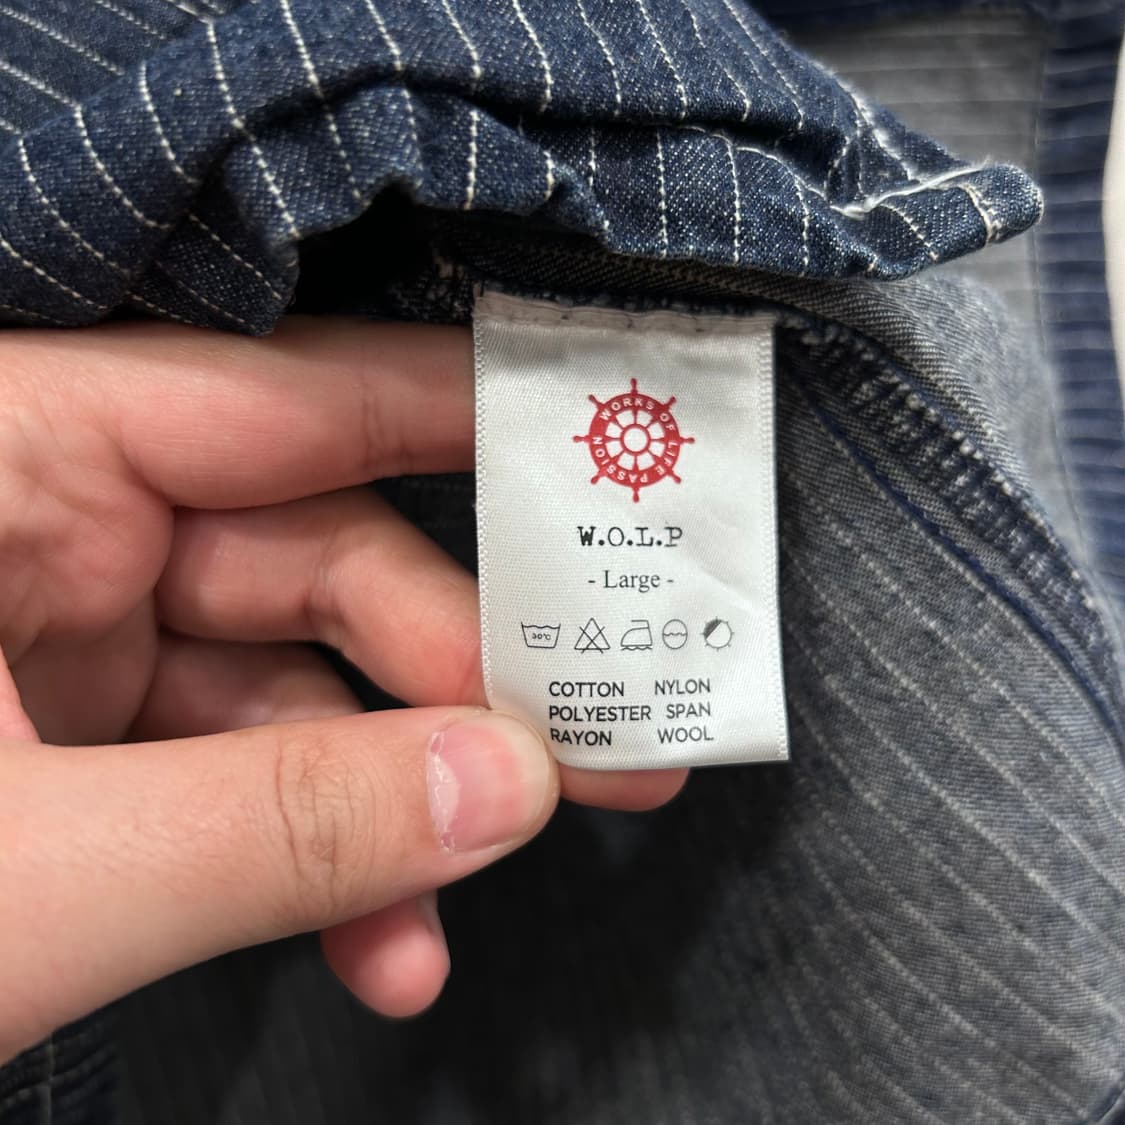 WORKS OF LIFE PASSION
W.O.L.P
- Large -
30°C
COTTON NYLON
POLYESTER SPAN
RAYON WOOL